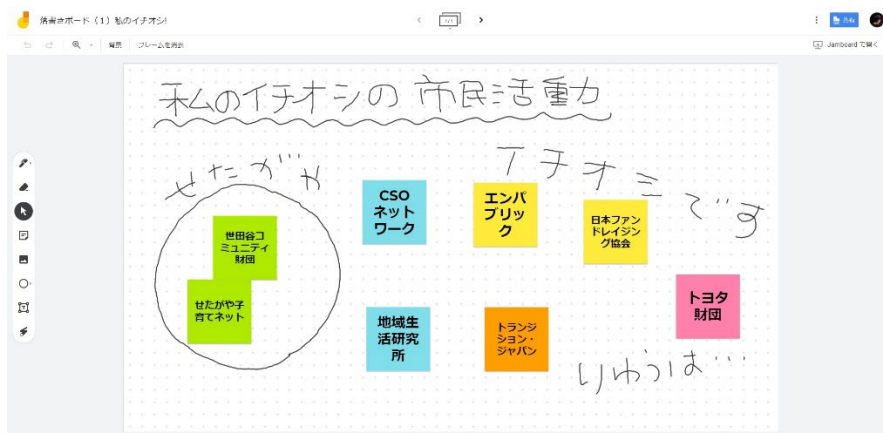 落書きボード（1）私のイチオシ!
1/1
共有
背景
フレームを消去
Jamboard で開く
私のイチオシの市民活動
せたがや
イチオシです
CSO
ネット
ワーク
エンパ
ブリッ
ク
日本ファン
ドレイジン
グ協会
世田谷コ
ミュニティ
財団
せたがや子
育てネット
トヨタ
財団
地域生
活研究
所
トランジ
ション・
ジャパン
りゆうは…